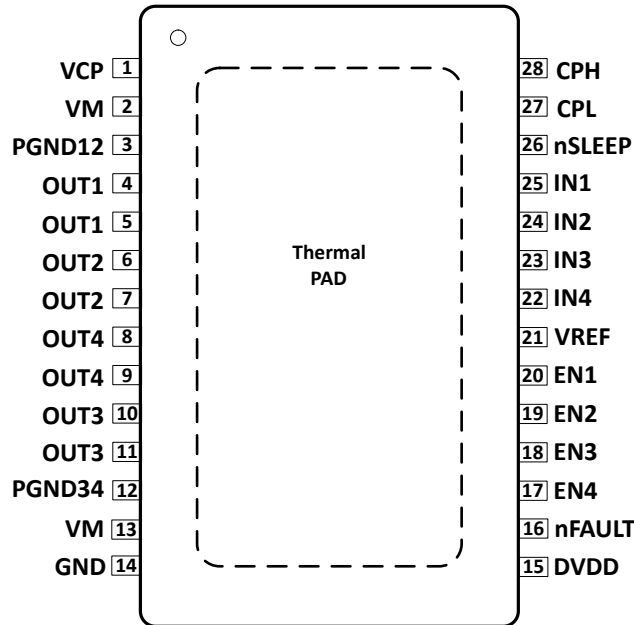 VCP 1
VM 2
PGND12 3
OUT1 4
OUT1 5
OUT2 6
OUT2 7
OUT4 8
OUT4 9
OUT3 10
OUT3 11
PGND34 12
VM 13
GND 14
Thermal
PAD
28 CPH
27 CPL
26 nSLEEP
25 IN1
24 IN2
23 IN3
22 IN4
21 VREF
20 EN1
19 EN2
18 EN3
17 EN4
16 nFAULT
15 DVDD